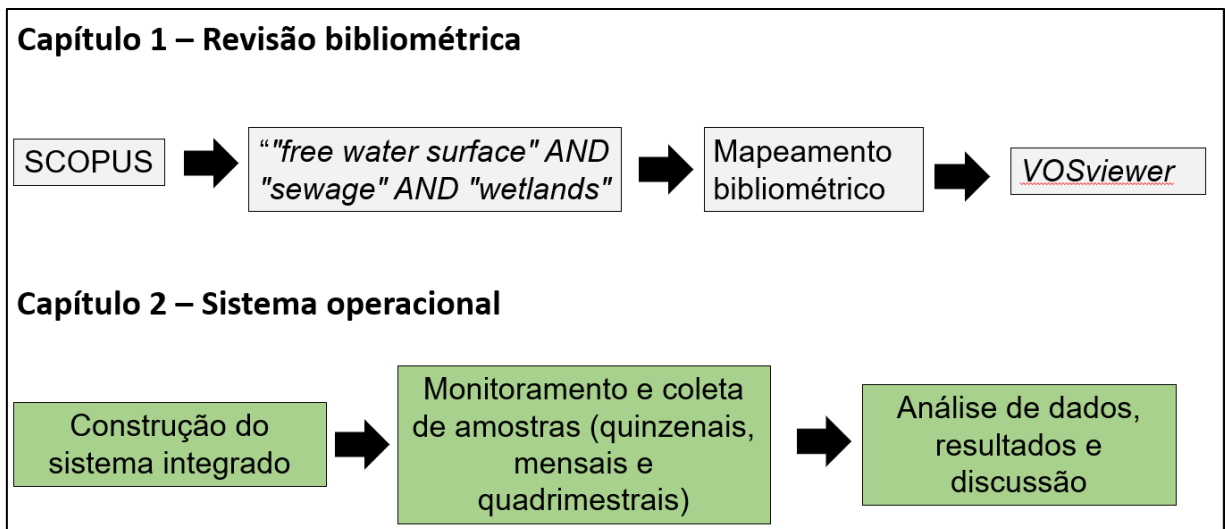 Capítulo 1 – Revisão bibliométrica
SCOPUS
“"free water surface" AND
"sewage" AND "wetlands"
Mapeamento
bibliométrico
VOSviewer
Capítulo 2 – Sistema operacional
Construção do
sistema integrado
Monitoramento e coleta
de amostras (quinzenais,
mensais e
quadrimestrais)
Análise de dados,
resultados e
discussão